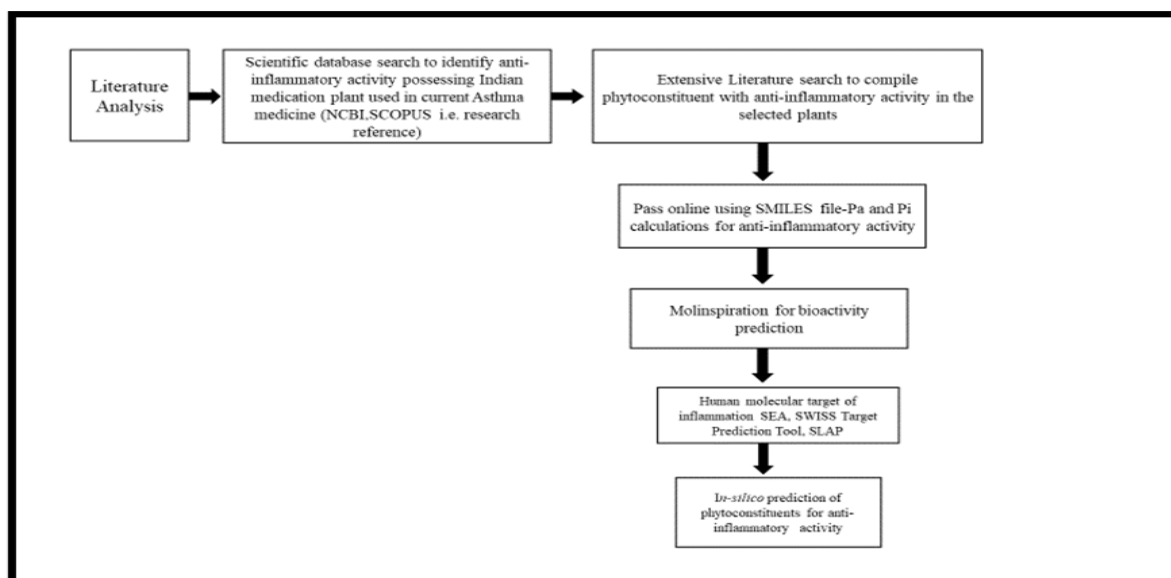 Literature
Analysis
Scientific database search to identify anti-
inflammatory activity possessing Indian
medication plant used in current Asthma
medicine (NCBI,SCOPUS i.e. research
reference)
Extensive Literature search to compile
phytoconstituent with anti-inflammatory activity in the
selected plants
Pass online using SMILES file-Pa and Pi
calculations for anti-inflammatory activity
Molinspiration for bioactivity
prediction
Human molecular target of
inflammation SEA, SWISS Target
Prediction Tool, SLAP
In-silico prediction of
phytoconstituents for anti-
inflammatory activity